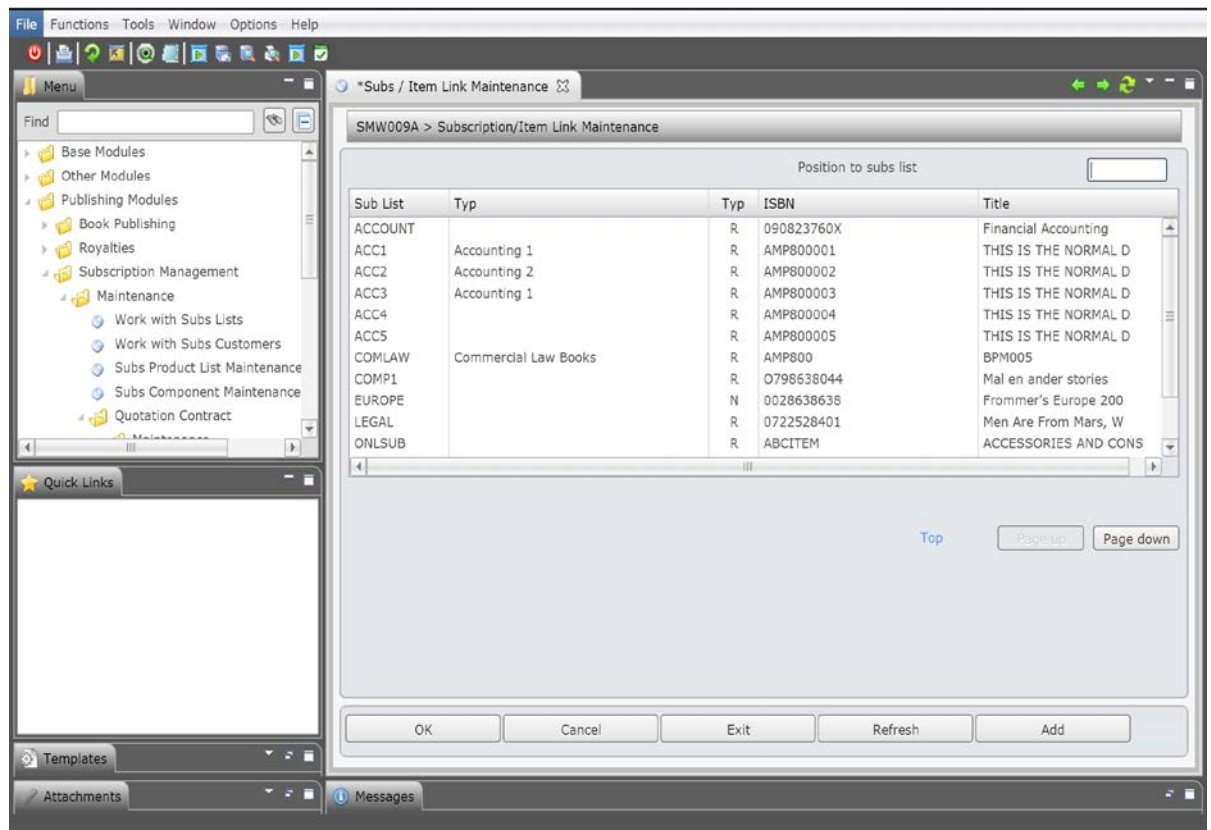 File Functions Tools Window Options Help
Menu
*Subs / Item Link Maintenance
Find
SMW009A > Subscription/Item Link Maintenance
Base Modules
Other Modules
Publishing Modules
Book Publishing
Royalties
Subscription Management
Maintenance
Work with Subs Lists
Work with Subs Customers
Subs Product List Maintenance
Subs Component Maintenance
Quotation Contract
Maintenance
Position to subs list
Sub List Typ Typ ISBN Title
ACCOUNT R 090823760X Financial Accounting
ACC1 Accounting 1 R AMP800001 THIS IS THE NORMAL D
ACC2 Accounting 2 R AMP800002 THIS IS THE NORMAL D
ACC3 Accounting 1 R AMP800003 THIS IS THE NORMAL D
ACC4 R AMP800004 THIS IS THE NORMAL D
ACC5 R AMP800005 THIS IS THE NORMAL D
COMLAW Commercial Law Books R AMP800 BPM005
COMP1 R O798638044 Mal en ander stories
EUROPE N 0028638638 Frommer's Europe 200
LEGAL R 0722528401 Men Are From Mars, W
ONLSUB R ABCITEM ACCESSORIES AND CONS
Quick Links
Top Page up Page down
OK Cancel Exit Refresh Add
Templates
Attachments
Messages